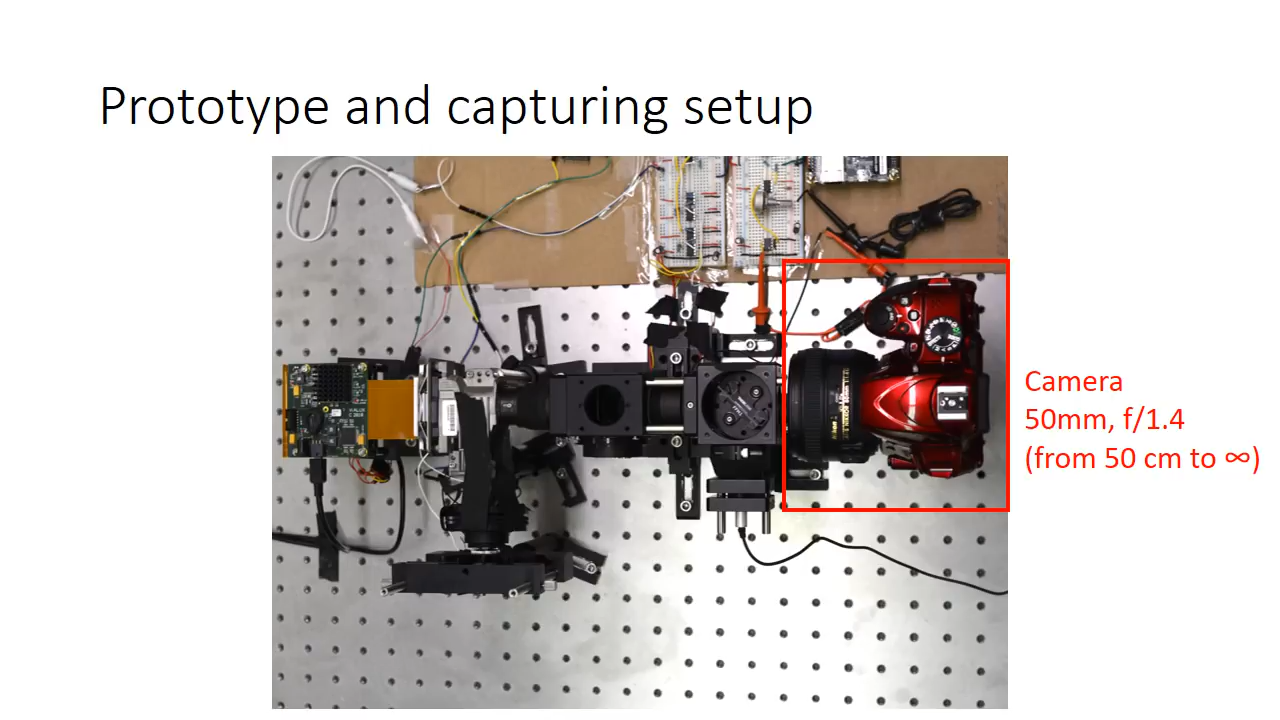 Prototype and capturing setup
Camera
50mm, f/1.4
(from 50 cm to ∞)